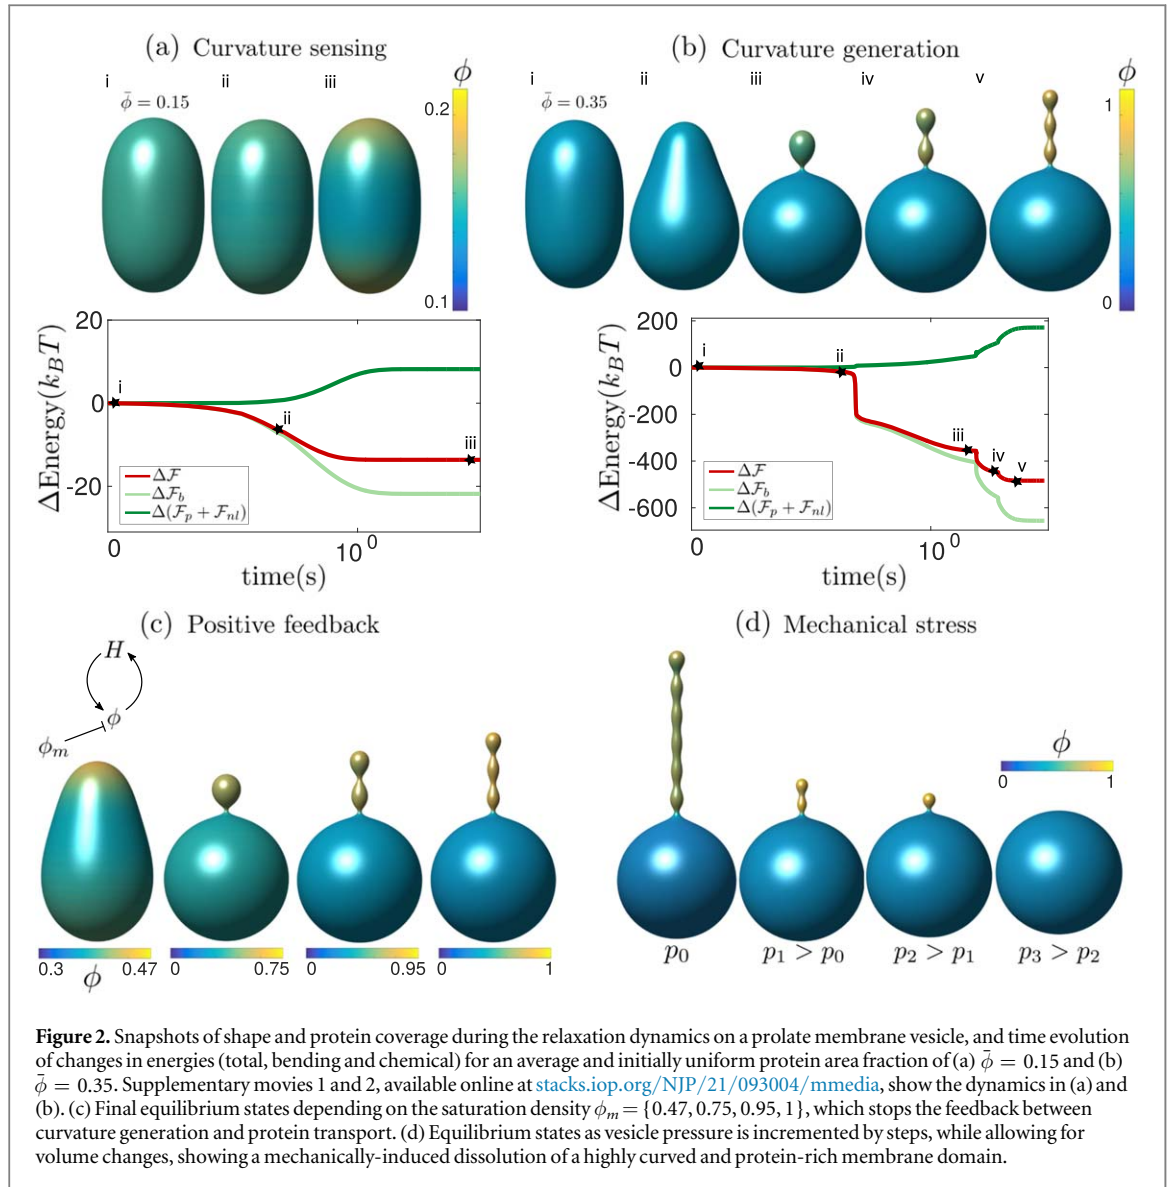 (a) Curvature sensing
i ii iii
ϕ̄ = 0.15
ϕ
0.2
0.1
20
0
-20
ΔEnergy(k_BT)
i
ii
iii
Δℱ
Δℱ_b
Δ(ℱ_p + ℱ_nl)
0
10^0
time(s)
(b) Curvature generation
i ii iii iv v
ϕ̄ = 0.35
ϕ
1
0
200
0
-200
-400
-600
ΔEnergy(k_BT)
i
ii
iii
iv
v
Δℱ
Δℱ_b
Δ(ℱ_p + ℱ_nl)
0
10^0
time(s)
(c) Positive feedback
H
ϕ
ϕ_m
0.3 0.47
ϕ
0 0.75
0 0.95
0 1
(d) Mechanical stress
ϕ
0 1
p_0
p_1 > p_0
p_2 > p_1
p_3 > p_2
Figure 2. Snapshots of shape and protein coverage during the relaxation dynamics on a prolate membrane vesicle, and time evolution
of changes in energies (total, bending and chemical) for an average and initially uniform protein area fraction of (a) ϕ̄ = 0.15 and (b)
ϕ̄ = 0.35. Supplementary movies 1 and 2, available online at stacks.iop.org/NJP/21/093004/mmedia, show the dynamics in (a) and
(b). (c) Final equilibrium states depending on the saturation density ϕ_m = {0.47, 0.75, 0.95, 1}, which stops the feedback between
curvature generation and protein transport. (d) Equilibrium states as vesicle pressure is incremented by steps, while allowing for
volume changes, showing a mechanically-induced dissolution of a highly curved and protein-rich membrane domain.